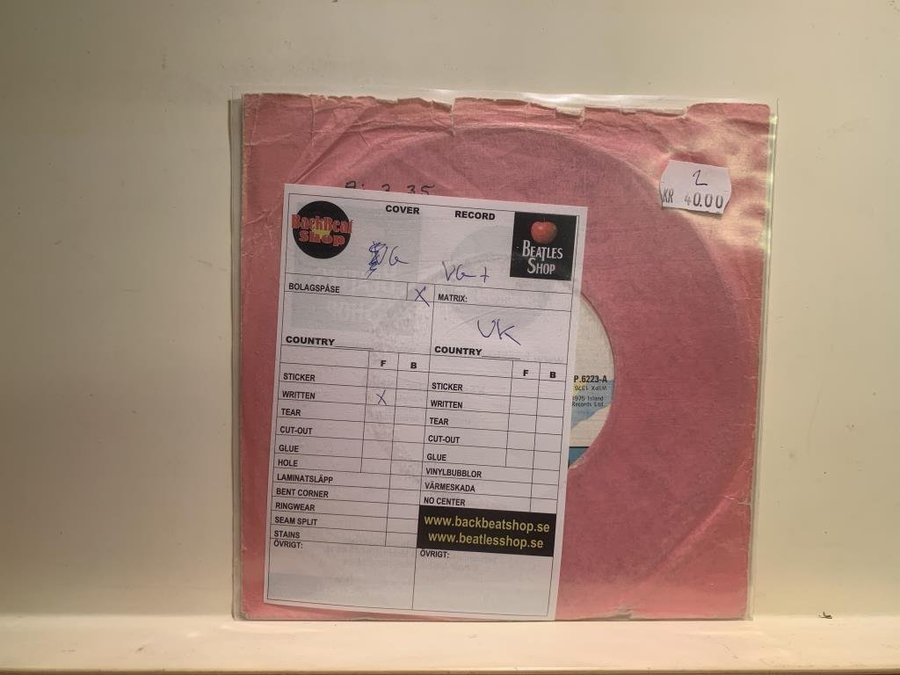 2
KR 40.00
BackBeat
Shop
COVER
RECORD
BEATLES
SHOP
VG
VG+
BOLAGSPÅSE
X
MATRIX:
UK
COUNTRY
COUNTRY
F B
F B
STICKER
WRITTEN X
TEAR
CUT-OUT
GLUE
HOLE
LAMINATSLÄPP
BENT CORNER
RINGWEAR
SEAM SPLIT
STAINS
ÖVRIGT:
STICKER
WRITTEN
TEAR
CUT-OUT
GLUE
VINYLBUBBLOR
VÄRMESKADA
NO CENTER
www.backbeatshop.se
www.beatlesshop.se
ÖVRIGT:
P.6223-A
1975 Island
Records Ltd.